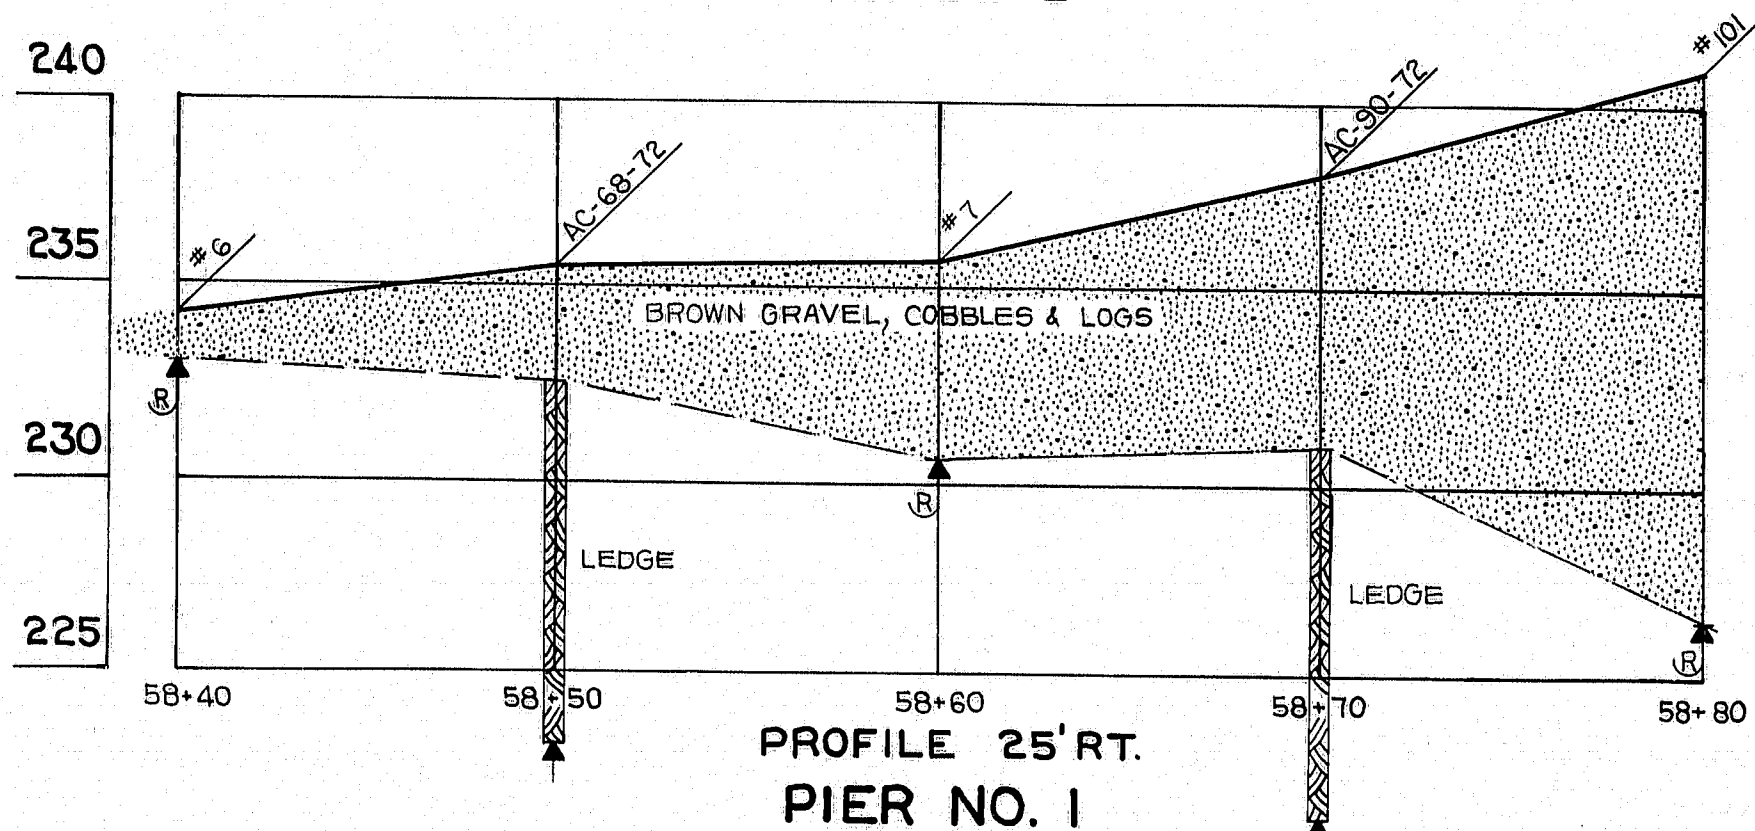 240
# 101
AC-90-72
AC-68-72
# 7
235
# 6
BROWN GRAVEL, COBBLES & LOGS
R
230
R
LEDGE
LEDGE
225
R
58+40
58+50
58+60
58+70
58+80
PROFILE 25' RT.
PIER NO. 1